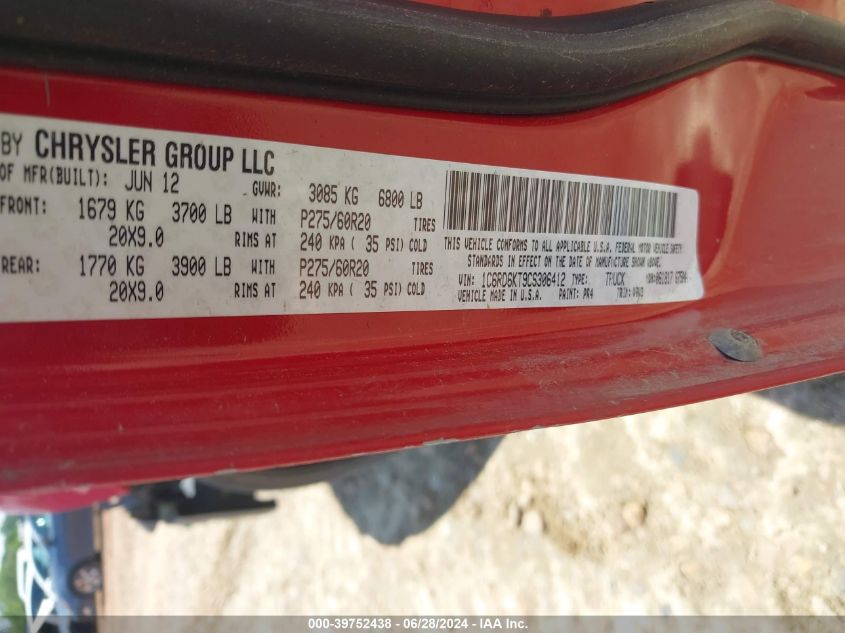 BY CHRYSLER GROUP LLC
OF MFR(BUILT): JUN 12 GVWR: 3085 KG 6800 LB
FRONT: 1679 KG 3700 LB WITH P275/60R20 TIRES
20X9.0 RIMS AT 240 KPA ( 35 PSI) COLD
REAR: 1770 KG 3900 LB WITH P275/60R20 TIRES
20X9.0 RIMS AT 240 KPA ( 35 PSI) COLD
THIS VEHICLE CONFORMS TO ALL APPLICABLE U.S.A. FEDERAL MOTOR VEHICLE SAFETY
STANDARDS IN EFFECT ON THE DATE OF MANUFACTURE SHOWN ABOVE.
VIN: 1C6RD6KT9CS306412 TYPE: TRUCK
VEHICLE MADE IN U.S.A. PAINT: PR4 TRIM:
000-39752438 - 06/28/2024 - IAA Inc.